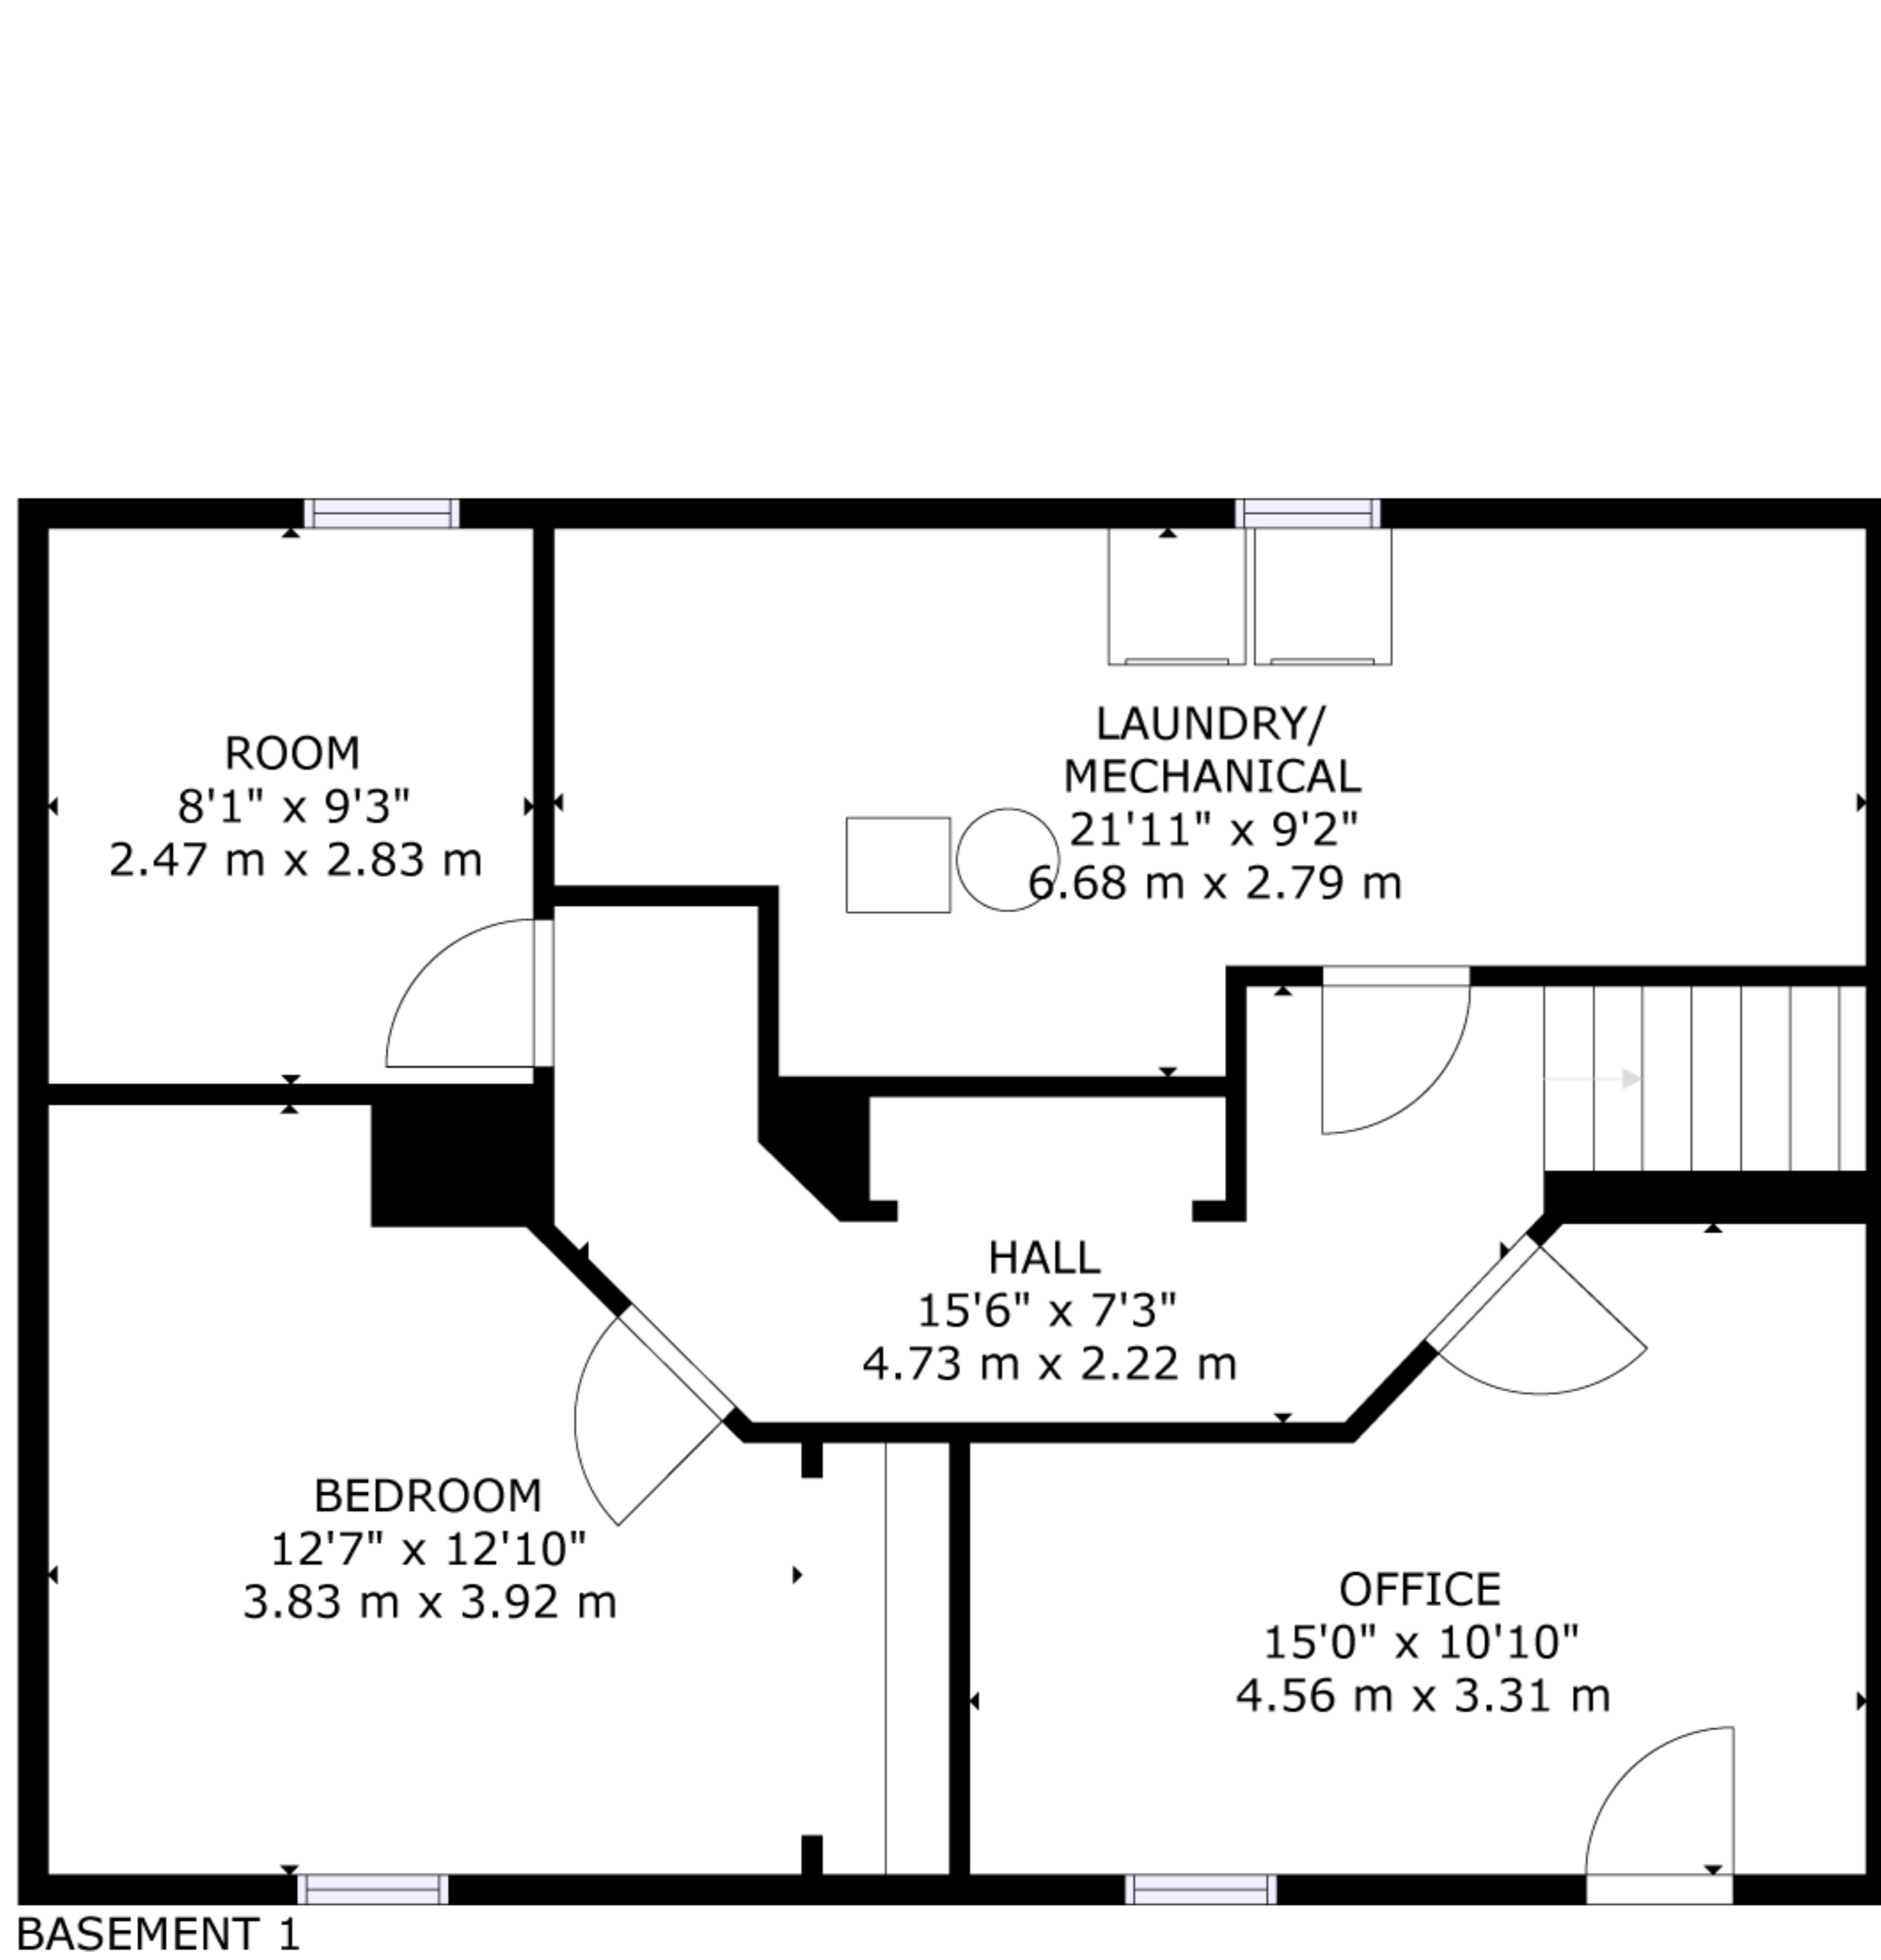 LAUNDRY/
MECHANICAL
21'11" x 9'2"
6.68 m x 2.79 m
ROOM
8'1" x 9'3"
2.47 m x 2.83 m
HALL
15'6" x 7'3"
4.73 m x 2.22 m
BEDROOM
12'7" x 12'10"
3.83 m x 3.92 m
OFFICE
15'0" x 10'10"
4.56 m x 3.31 m
BASEMENT 1